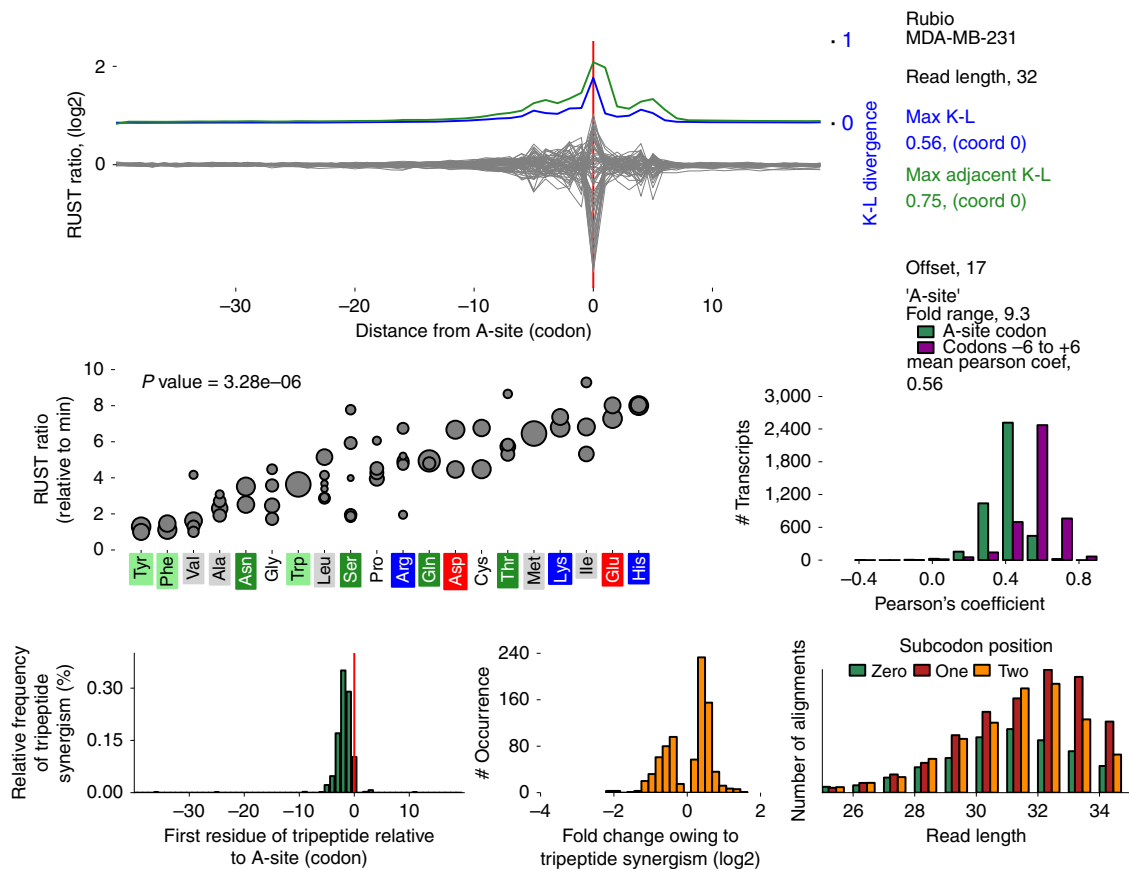 Rubio
MDA-MB-231
Read length, 32
Max K-L
0.56, (coord 0)
Max adjacent K-L
0.75, (coord 0)
Offset, 17
'A-site'
Fold range, 9.3
A-site codon
Codons –6 to +6
mean pearson coef,
0.56
RUST ratio, (log2)
2
0
1
0
K-L divergence
–30 –20 –10 0 10
Distance from A-site (codon)
P value = 3.28e–06
RUST ratio
(relative to min)
10
8
6
4
2
0
Tyr Phe Val Ala Asn Gly Trp Leu Ser Pro Arg Gln Asp Cys Thr Met Lys Ile Glu His
# Transcripts
3,000
2,400
1,800
1,200
600
0
–0.4 0.0 0.4 0.8
Pearson's coefficient
Relative frequency
of tripeptide
synergism (%)
0.30
0.15
0.00
–30 –20 –10 0 10
First residue of tripeptide relative
to A-site (codon)
# Occurrence
240
160
80
0
–4 –2 0 2
Fold change owing to
tripeptide synergism (log2)
Subcodon position
Zero One Two
Number of alignments
26 28 30 32 34
Read length